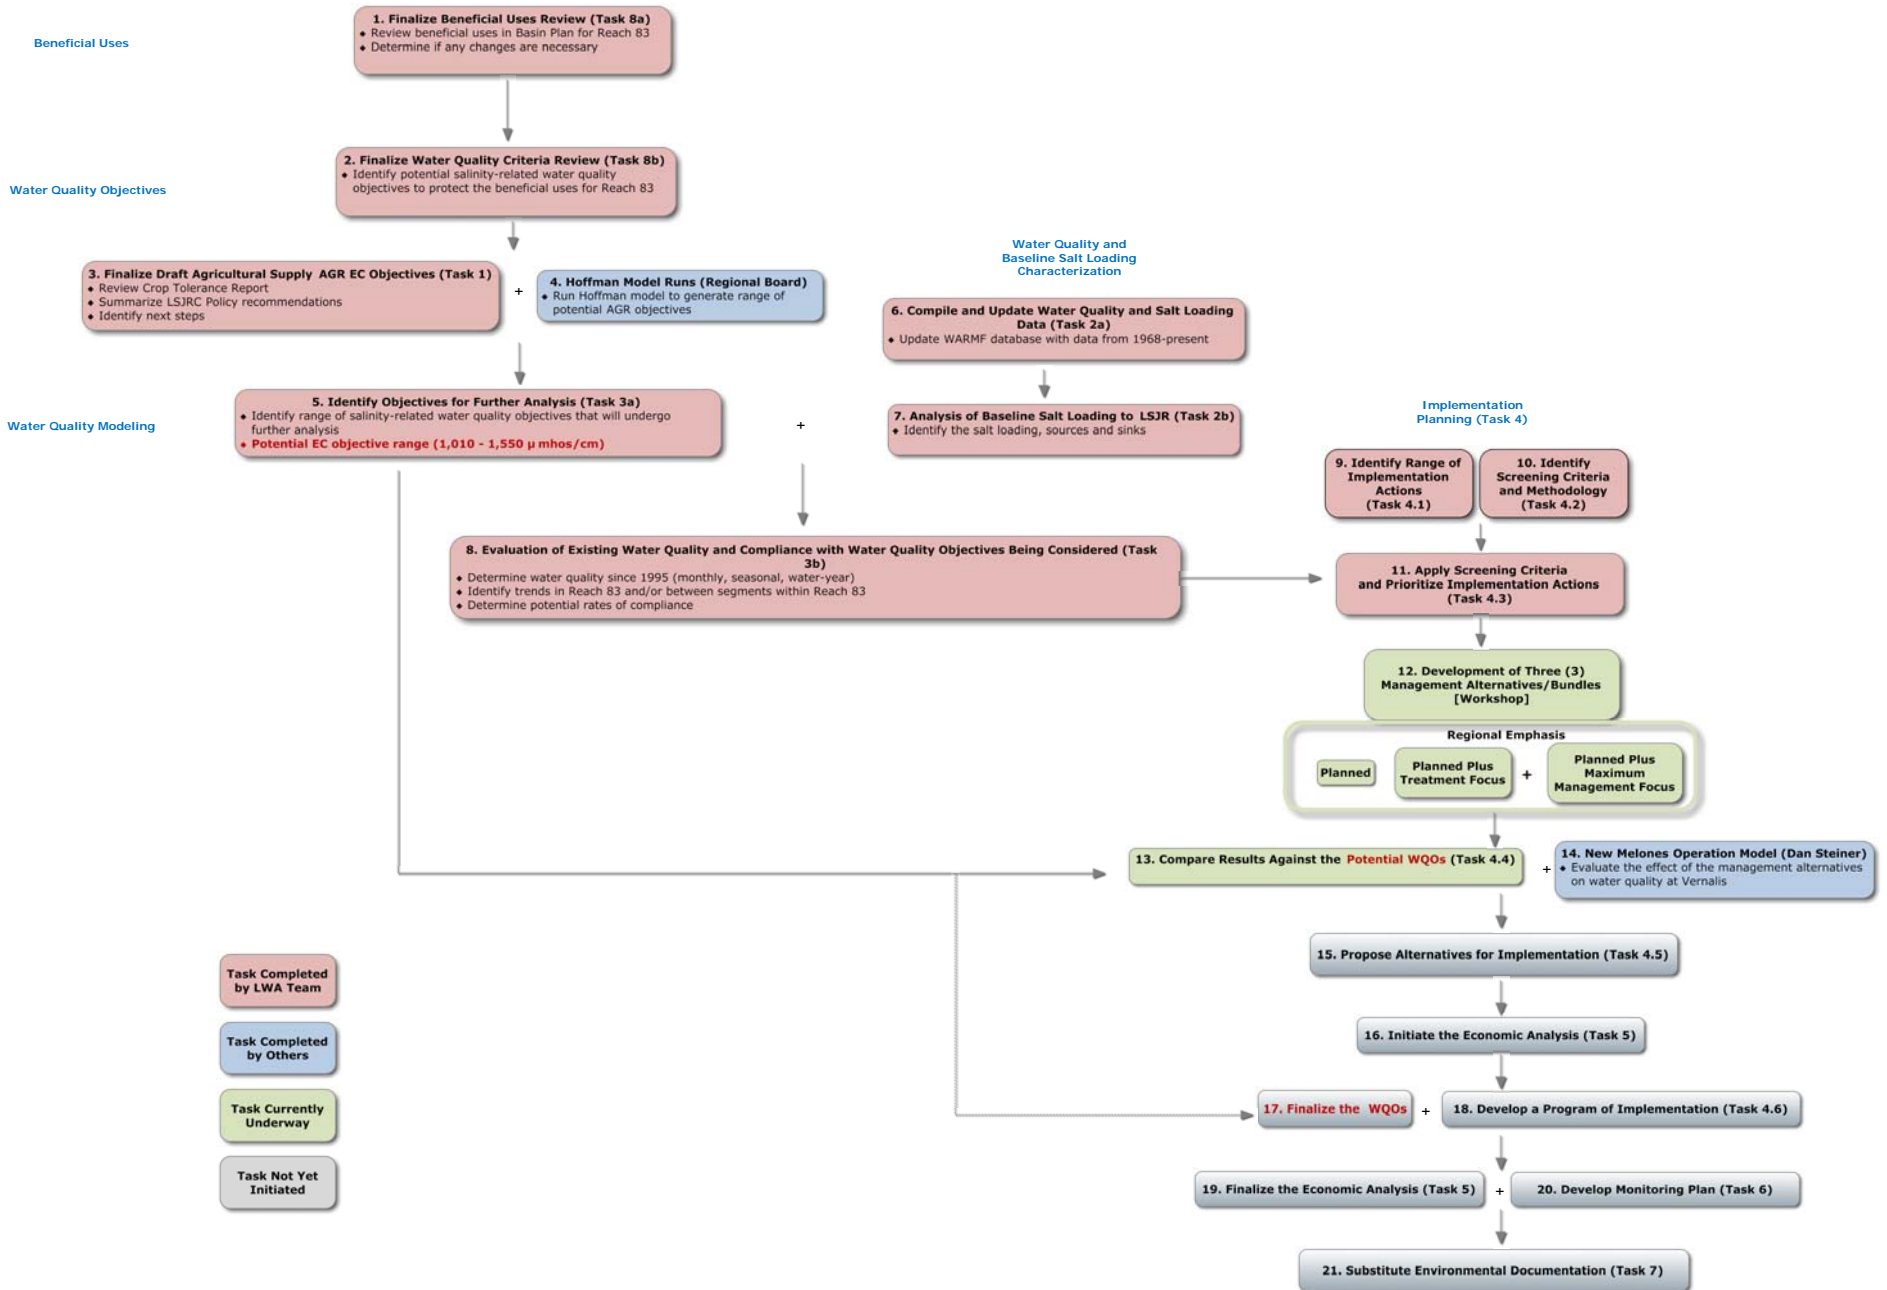 Beneficial Uses
1. Finalize Beneficial Uses Review (Task 8a)
◆ Review beneficial uses in Basin Plan for Reach 83
◆ Determine if any changes are necessary
Water Quality Objectives
2. Finalize Water Quality Criteria Review (Task 8b)
◆ Identify potential salinity-related water quality
objectives to protect the beneficial uses for Reach 83
3. Finalize Draft Agricultural Supply AGR EC Objectives (Task 1)
◆ Review Crop Tolerance Report
◆ Summarize LSJRC Policy recommendations
◆ Identify next steps
+
4. Hoffman Model Runs (Regional Board)
◆ Run Hoffman model to generate range of
potential AGR objectives
Water Quality and
Baseline Salt Loading
Characterization
6. Compile and Update Water Quality and Salt Loading
Data (Task 2a)
◆ Update WARMF database with data from 1968-present
Water Quality Modeling
5. Identify Objectives for Further Analysis (Task 3a)
◆ Identify range of salinity-related water quality objectives that will undergo
further analysis
◆ Potential EC objective range (1,010 - 1,550 µ mhos/cm)
+
7. Analysis of Baseline Salt Loading to LSJR (Task 2b)
◆ Identify the salt loading, sources and sinks
Implementation
Planning (Task 4)
9. Identify Range of
Implementation
Actions
(Task 4.1)
10. Identify
Screening Criteria
and Methodology
(Task 4.2)
8. Evaluation of Existing Water Quality and Compliance with Water Quality Objectives Being Considered (Task
3b)
◆ Determine water quality since 1995 (monthly, seasonal, water-year)
◆ Identify trends in Reach 83 and/or between segments within Reach 83
◆ Determine potential rates of compliance
11. Apply Screening Criteria
and Prioritize Implementation Actions
(Task 4.3)
12. Development of Three (3)
Management Alternatives/Bundles
[Workshop]
Regional Emphasis
Planned
Planned Plus
Treatment Focus
+
Planned Plus
Maximum
Management Focus
13. Compare Results Against the Potential WQOs (Task 4.4)
+
14. New Melones Operation Model (Dan Steiner)
◆ Evaluate the effect of the management alternatives
on water quality at Vernalis
15. Propose Alternatives for Implementation (Task 4.5)
16. Initiate the Economic Analysis (Task 5)
17. Finalize the WQOs
+
18. Develop a Program of Implementation (Task 4.6)
19. Finalize the Economic Analysis (Task 5)
+
20. Develop Monitoring Plan (Task 6)
21. Substitute Environmental Documentation (Task 7)
Task Completed
by LWA Team
Task Completed
by Others
Task Currently
Underway
Task Not Yet
Initiated